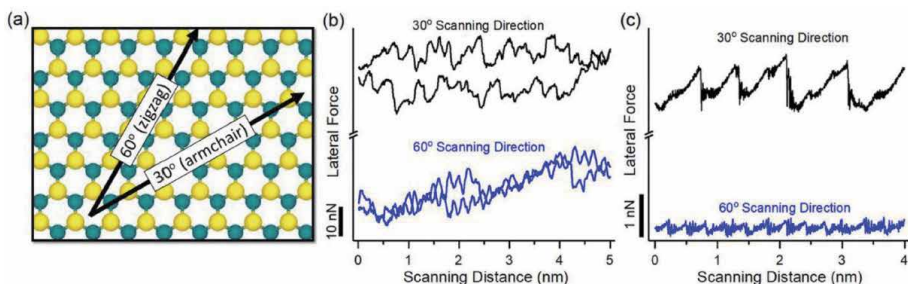 (a)
60° (zigzag)
30° (armchair)
(b)
30° Scanning Direction
Lateral Force
60° Scanning Direction
10 nN
0 1 2 3 4 5
Scanning Distance (nm)
(c)
30° Scanning Direction
Lateral Force
60° Scanning Direction
1 nN
0 1 2 3 4
Scanning Distance (nm)